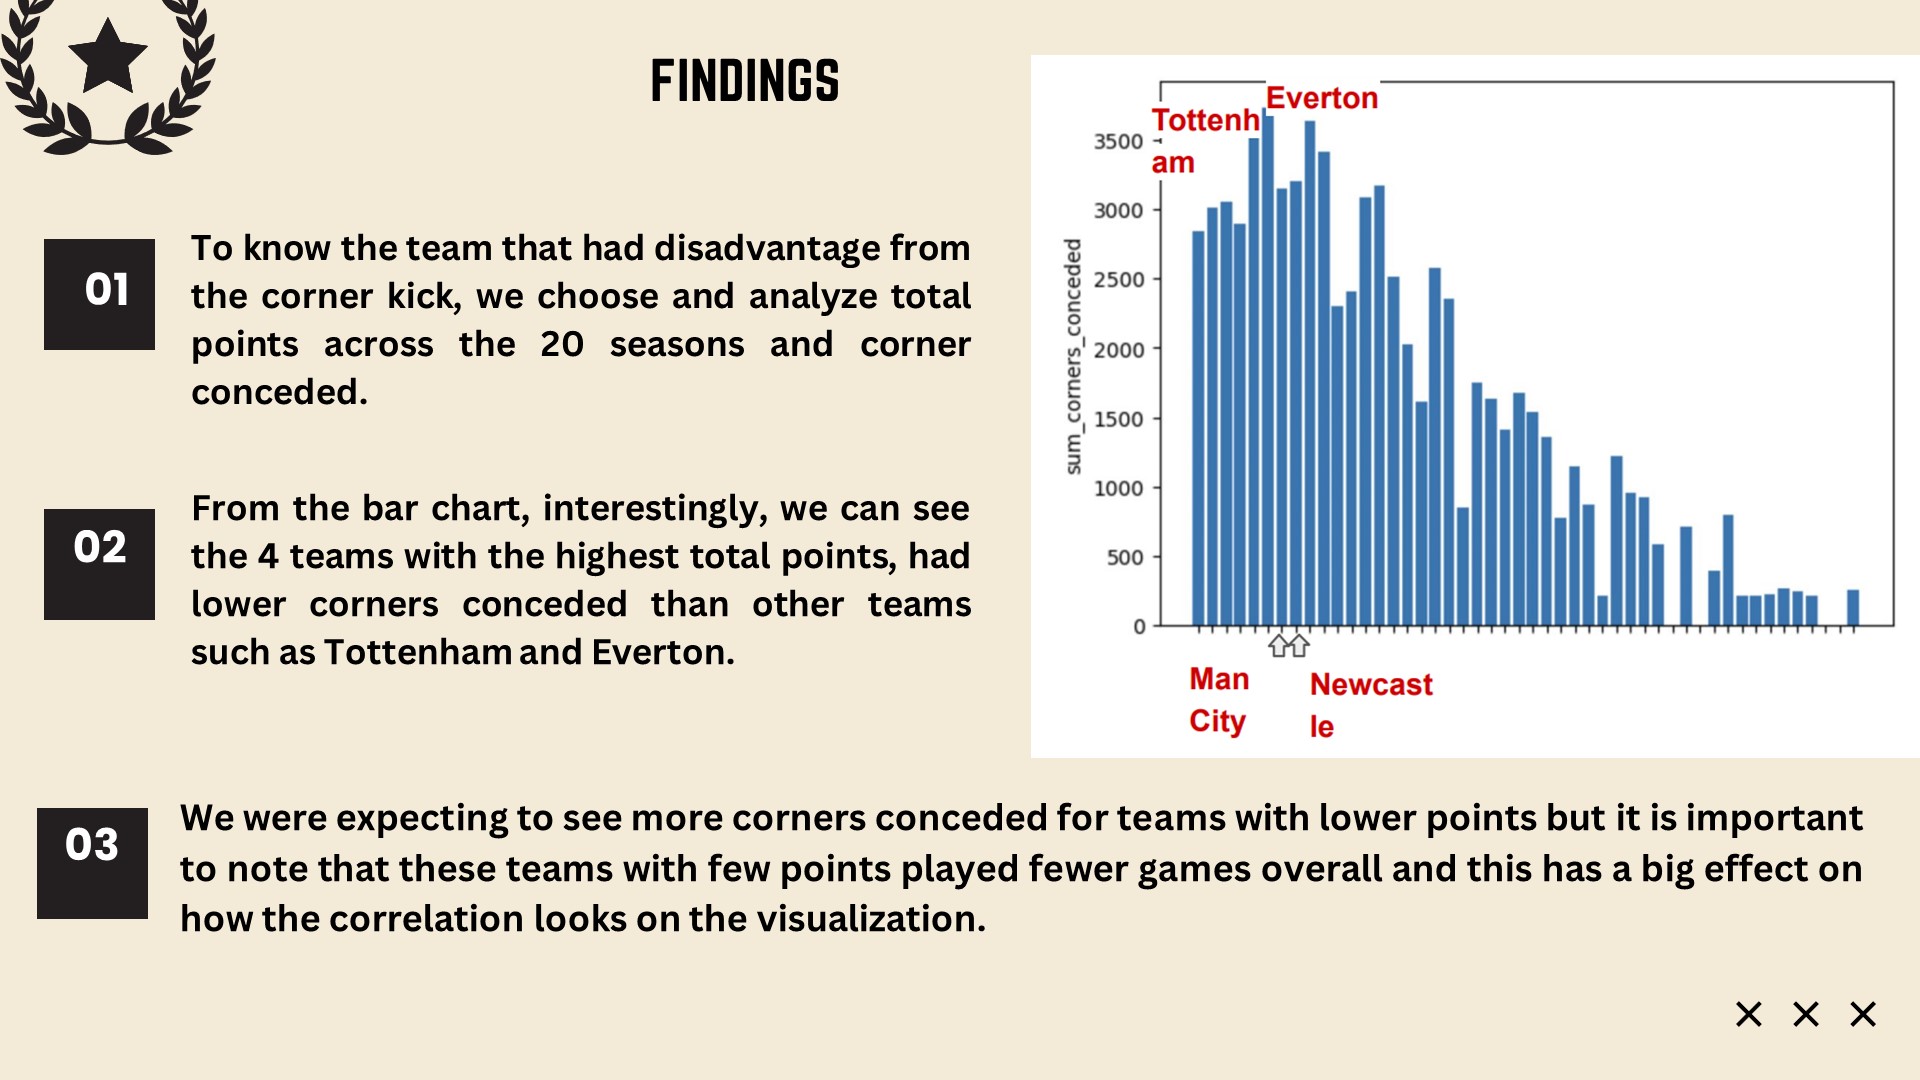 FINDINGS
01
To know the team that had disadvantage from
the corner kick, we choose and analyze total
points across the 20 seasons and corner
conceded.
02
From the bar chart, interestingly, we can see
the 4 teams with the highest total points, had
lower corners conceded than other teams
such as Tottenham and Everton.
Everton
Tottenh
am
3500
3000
2500
2000
1500
1000
500
0
sum_corners_conceded
Man
City
Newcast
le
03
We were expecting to see more corners conceded for teams with lower points but it is important
to note that these teams with few points played fewer games overall and this has a big effect on
how the correlation looks on the visualization.